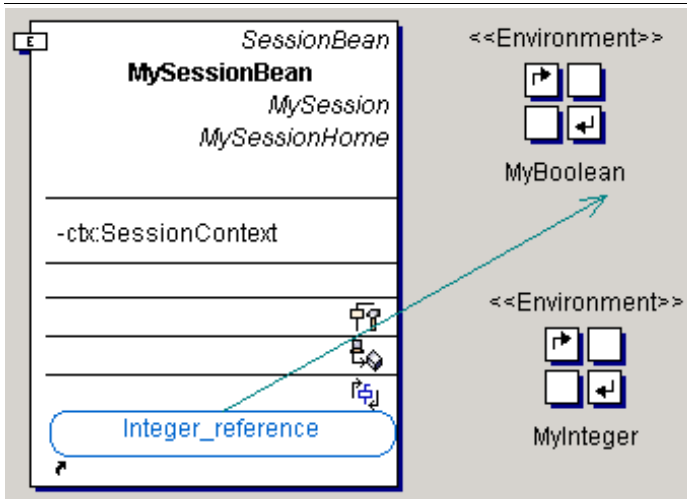 E
SessionBean
MySessionBean
MySession
MySessionHome
-ctx:SessionContext
Integer_reference
<<Environment>>
MyBoolean
<<Environment>>
MyInteger